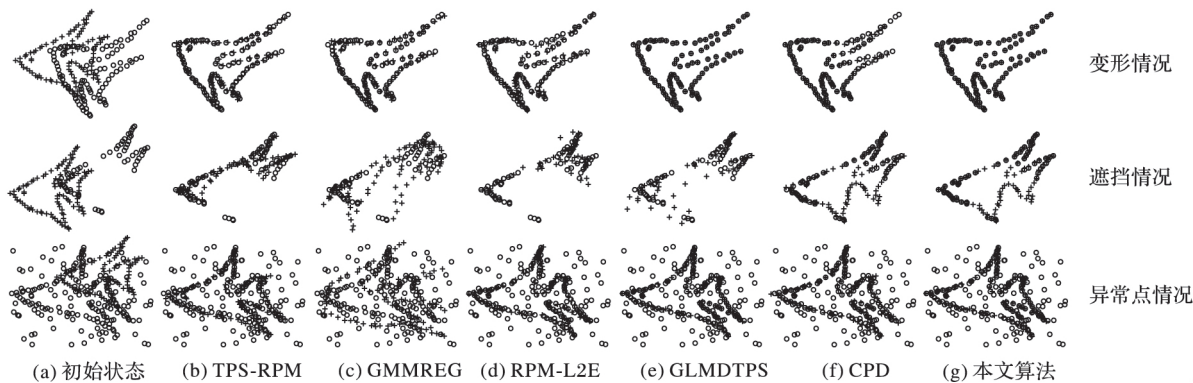 变形情况
遮挡情况
异常点情况
(a) 初始状态 (b) TPS-RPM (c) GMMREG (d) RPM-L2E (e) GLMDTPS (f) CPD (g) 本文算法